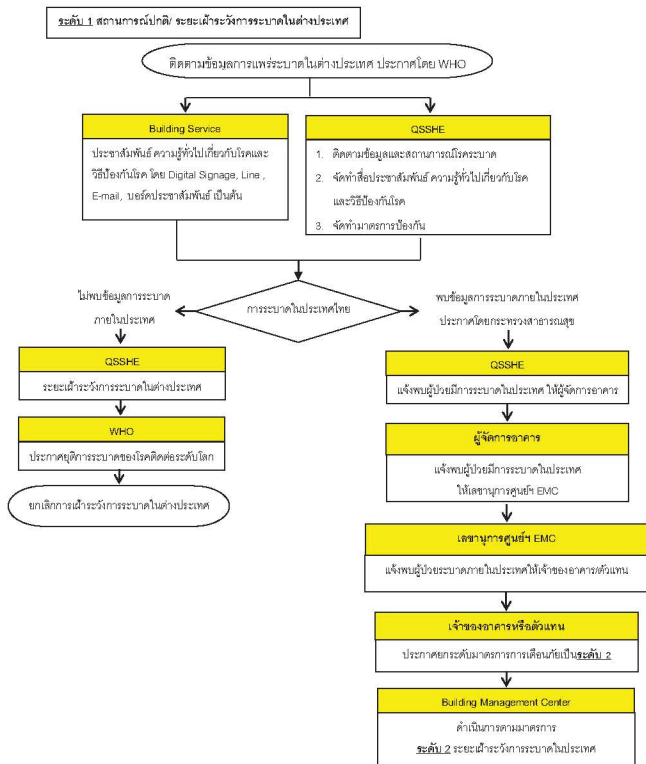 ระดับ 1 สถานการณ์ปกติ/ ระยะเฝ้าระวังการระบาดในต่างประเทศ
ติดตามข้อมูลการแพร่ระบาดในต่างประเทศ ประกาศโดย WHO
Building Service
ประชาสัมพันธ์ ความรู้ทั่วไปเกี่ยวกับโรคและ
วิธีป้องกันโรค โดย Digital Signage, Line ,
E-mail, บอร์ดประชาสัมพันธ์ เป็นต้น
QSSHE
1. ติดตามข้อมูลและสถานการณ์โรคระบาด
2. จัดทำสื่อประชาสัมพันธ์ ความรู้ทั่วไปเกี่ยวกับโรค
และวิธีป้องกันโรค
3. จัดทำมาตรการป้องกัน
การระบาดในประเทศไทย
ไม่พบข้อมูลการระบาด
ภายในประเทศ
QSSHE
ระยะเฝ้าระวังการระบาดในต่างประเทศ
WHO
ประกาศยุติการระบาดของโรคติดต่อระดับโลก
ยกเลิกการเฝ้าระวังการระบาดในต่างประเทศ
พบข้อมูลการระบาดภายในประเทศ
ประกาศโดยกระทรวงสาธารณสุข
QSSHE
แจ้งพบผู้ป่วยมีการระบาดในประเทศ ให้ผู้จัดการอาคาร
ผู้จัดการอาคาร
แจ้งพบผู้ป่วยมีการระบาดในประเทศ
ให้เลขานุการศูนย์ฯ EMC
เลขานุการศูนย์ฯ EMC
แจ้งพบผู้ป่วยระบาดภายในประเทศให้เจ้าของอาคาร/ตัวแทน
เจ้าของอาคารหรือตัวแทน
ประกาศยกระดับมาตรการการเตือนภัยเป็นระดับ 2
Building Management Center
ดำเนินการตามมาตรการ
ระดับ 2 ระยะเฝ้าระวังการระบาดในประเทศ